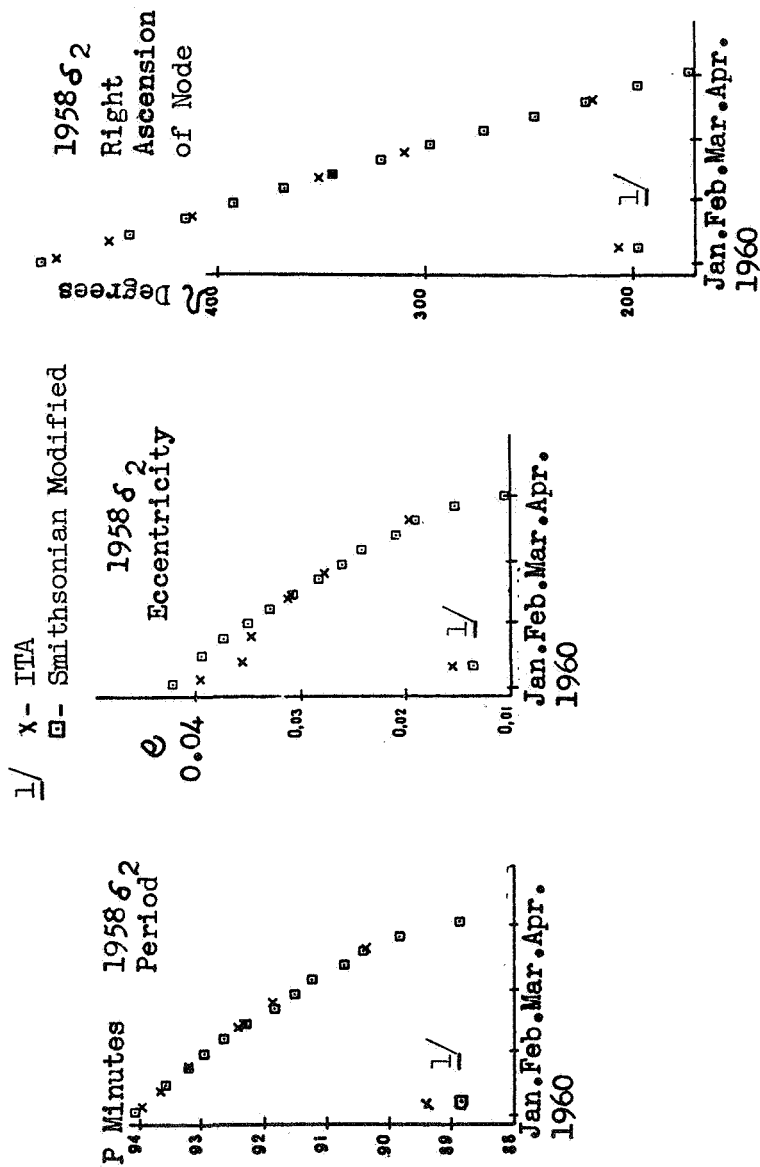 1/ x- ITA
⊡- Smithsonian Modified
P Minutes 1958 δ2
Period
94
93
92
91
90
89
88
1/
Jan.Feb.Mar.Apr.
1960
1958 δ2
Eccentricity
e
0.04
0.03
0.02
0.01
1/
Jan.Feb.Mar.Apr.
1960
1958 δ2
Right
Ascension
of Node
Ω Degrees
400
300
200
1/
Jan.Feb.Mar.Apr.
1960